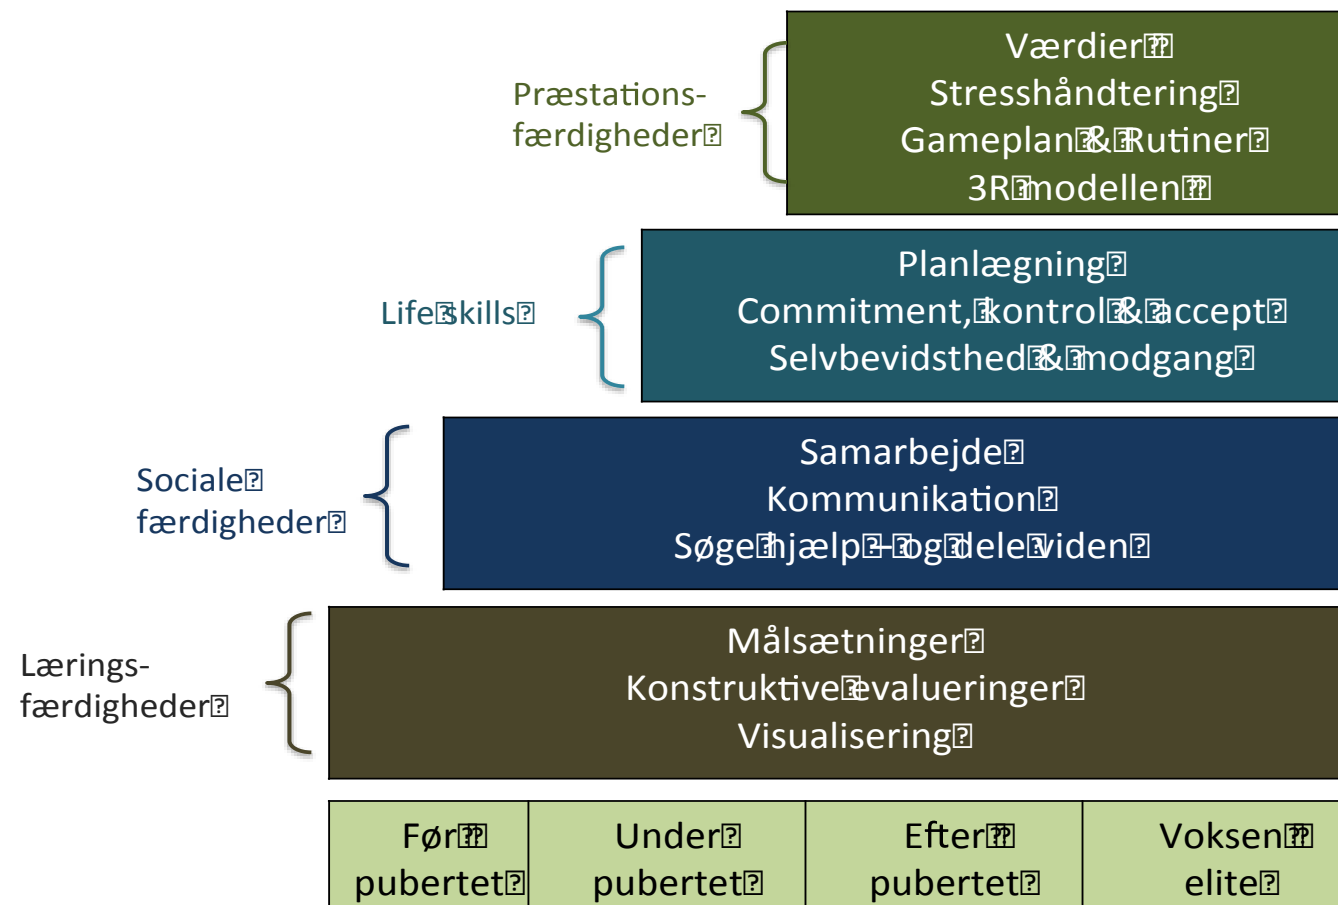 Værdier
Præstations-
færdigheder
Stresshåndtering
Gameplan & Rutiner
3R modellen
Life skills
Planlægning
Commitment, kontrol & accept
Selvbevidsthed & modgang
Sociale
færdigheder
Samarbejde
Kommunikation
Søge hjælp – og dele viden
Lærings-
færdigheder
Målsætninger
Konstruktive evalueringer
Visualisering
Før
pubertet
Under
pubertet
Efter
pubertet
Voksen
elite